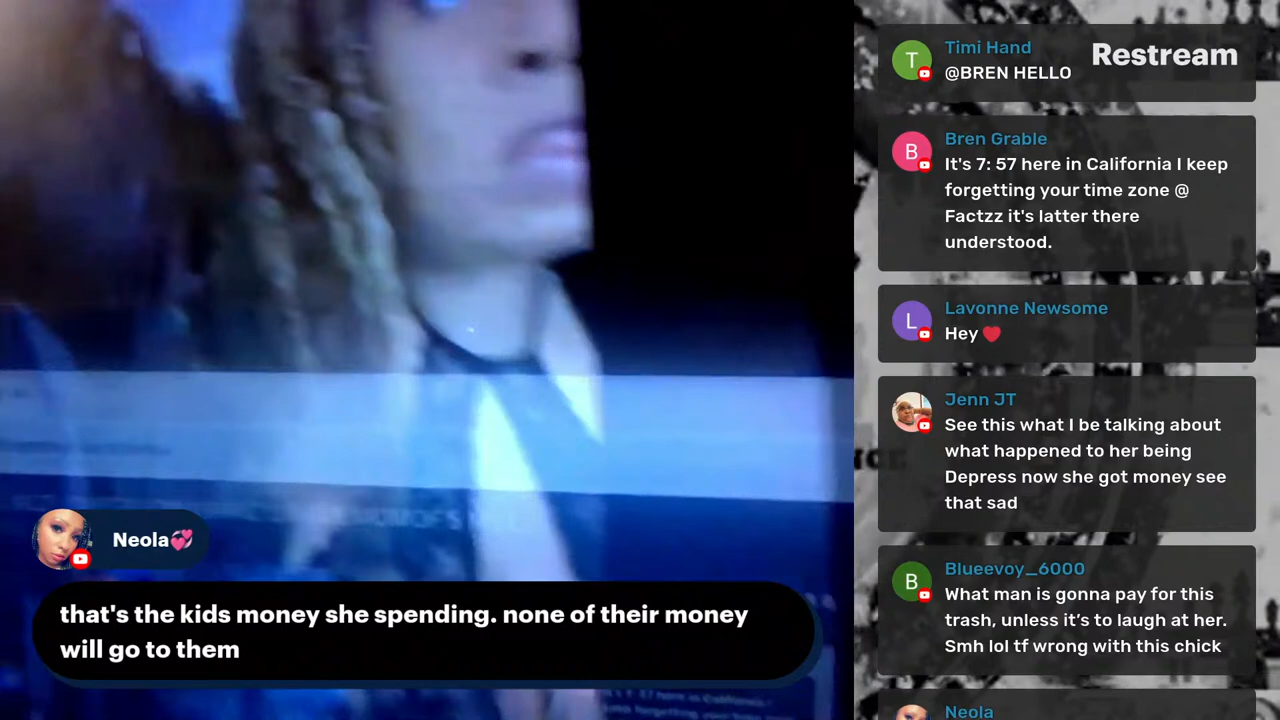 Restream
Timi Hand
@BREN HELLO
Bren Grable
It's 7: 57 here in California I keep
forgetting your time zone @
Factzz it's latter there
understood.
Lavonne Newsome
Hey ❤️
Jenn JT
See this what I be talking about
what happened to her being
Depress now she got money see
that sad
Blueevoy_6000
What man is gonna pay for this
trash, unless it’s to laugh at her.
Smh lol tf wrong with this chick
Neola
Neola💞
that's the kids money she spending. none of their money
will go to them